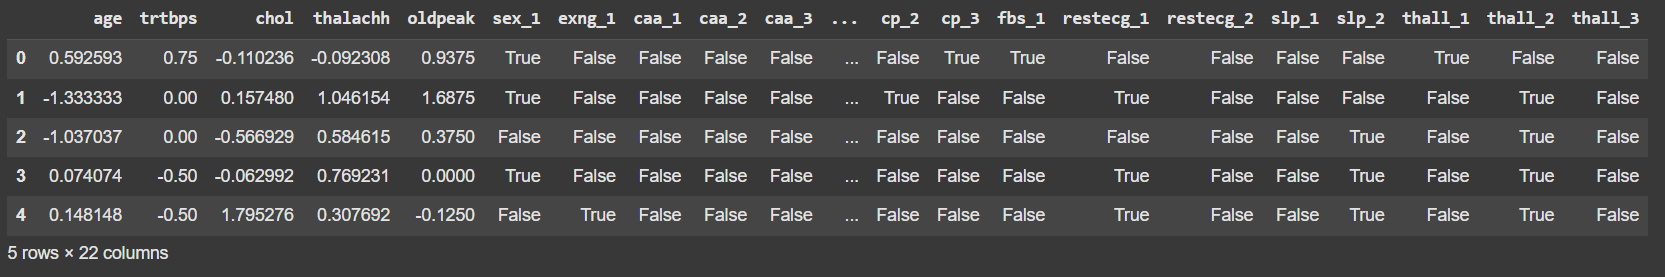 age trtbps chol thalachh oldpeak sex_1 exng_1 caa_1 caa_2 caa_3 ... cp_2 cp_3 fbs_1 restecg_1 restecg_2 slp_1 slp_2 thall_1 thall_2 thall_3
0 0.592593 0.75 -0.110236 -0.092308 0.9375 True False False False False ... False True True False False False False True False False
1 -1.333333 0.00 0.157480 1.046154 1.6875 True False False False False ... True False False True False False False False True False
2 -1.037037 0.00 -0.566929 0.584615 0.3750 False False False False False ... False False False False False False True False True False
3 0.074074 -0.50 -0.062992 0.769231 0.0000 True False False False False ... False False False True False False True False True False
4 0.148148 -0.50 1.795276 0.307692 -0.1250 False True False False False ... False False False True False False True False True False
5 rows × 22 columns